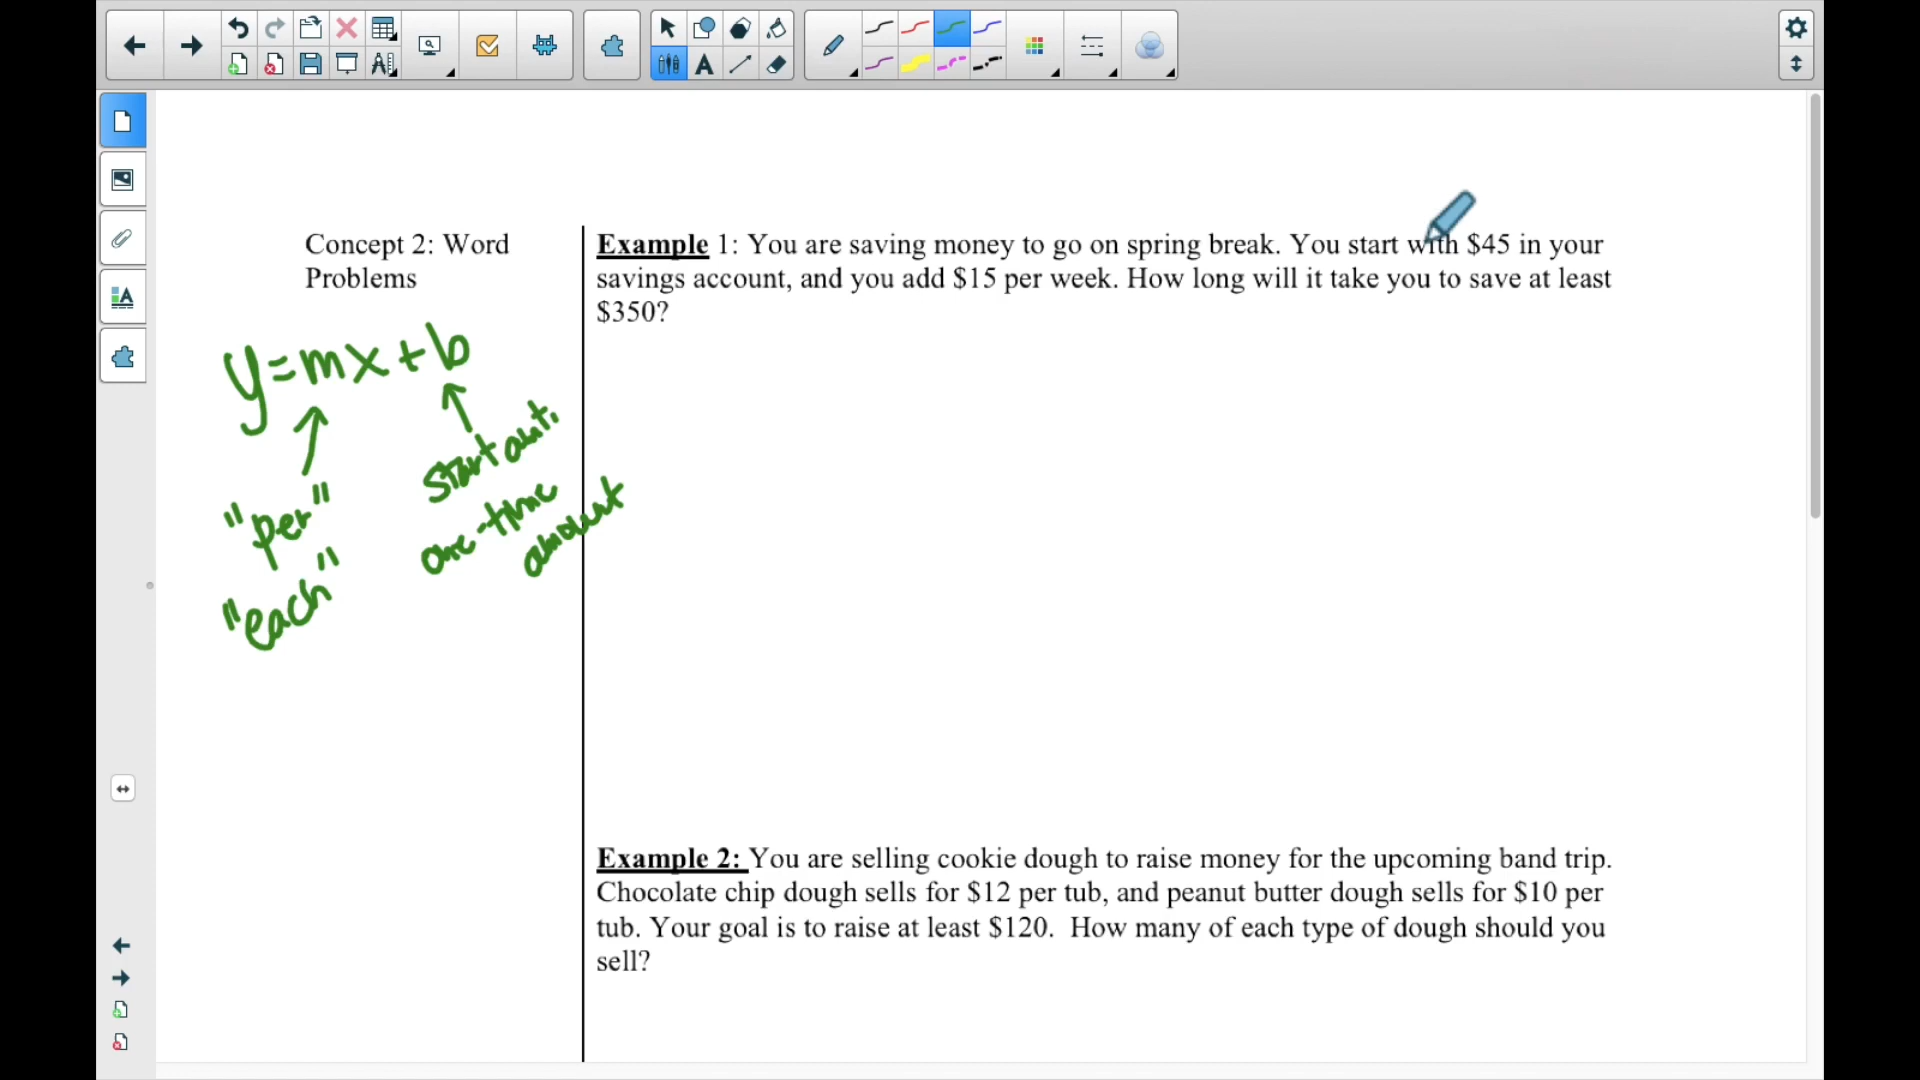 Concept 2: Word
Problems
y=mx+b
"per"
"each"
start amt.
one-time
amount
Example 1: You are saving money to go on spring break. You start with $45 in your
savings account, and you add $15 per week. How long will it take you to save at least
$350?
Example 2: You are selling cookie dough to raise money for the upcoming band trip.
Chocolate chip dough sells for $12 per tub, and peanut butter dough sells for $10 per
tub. Your goal is to raise at least $120.  How many of each type of dough should you
sell?